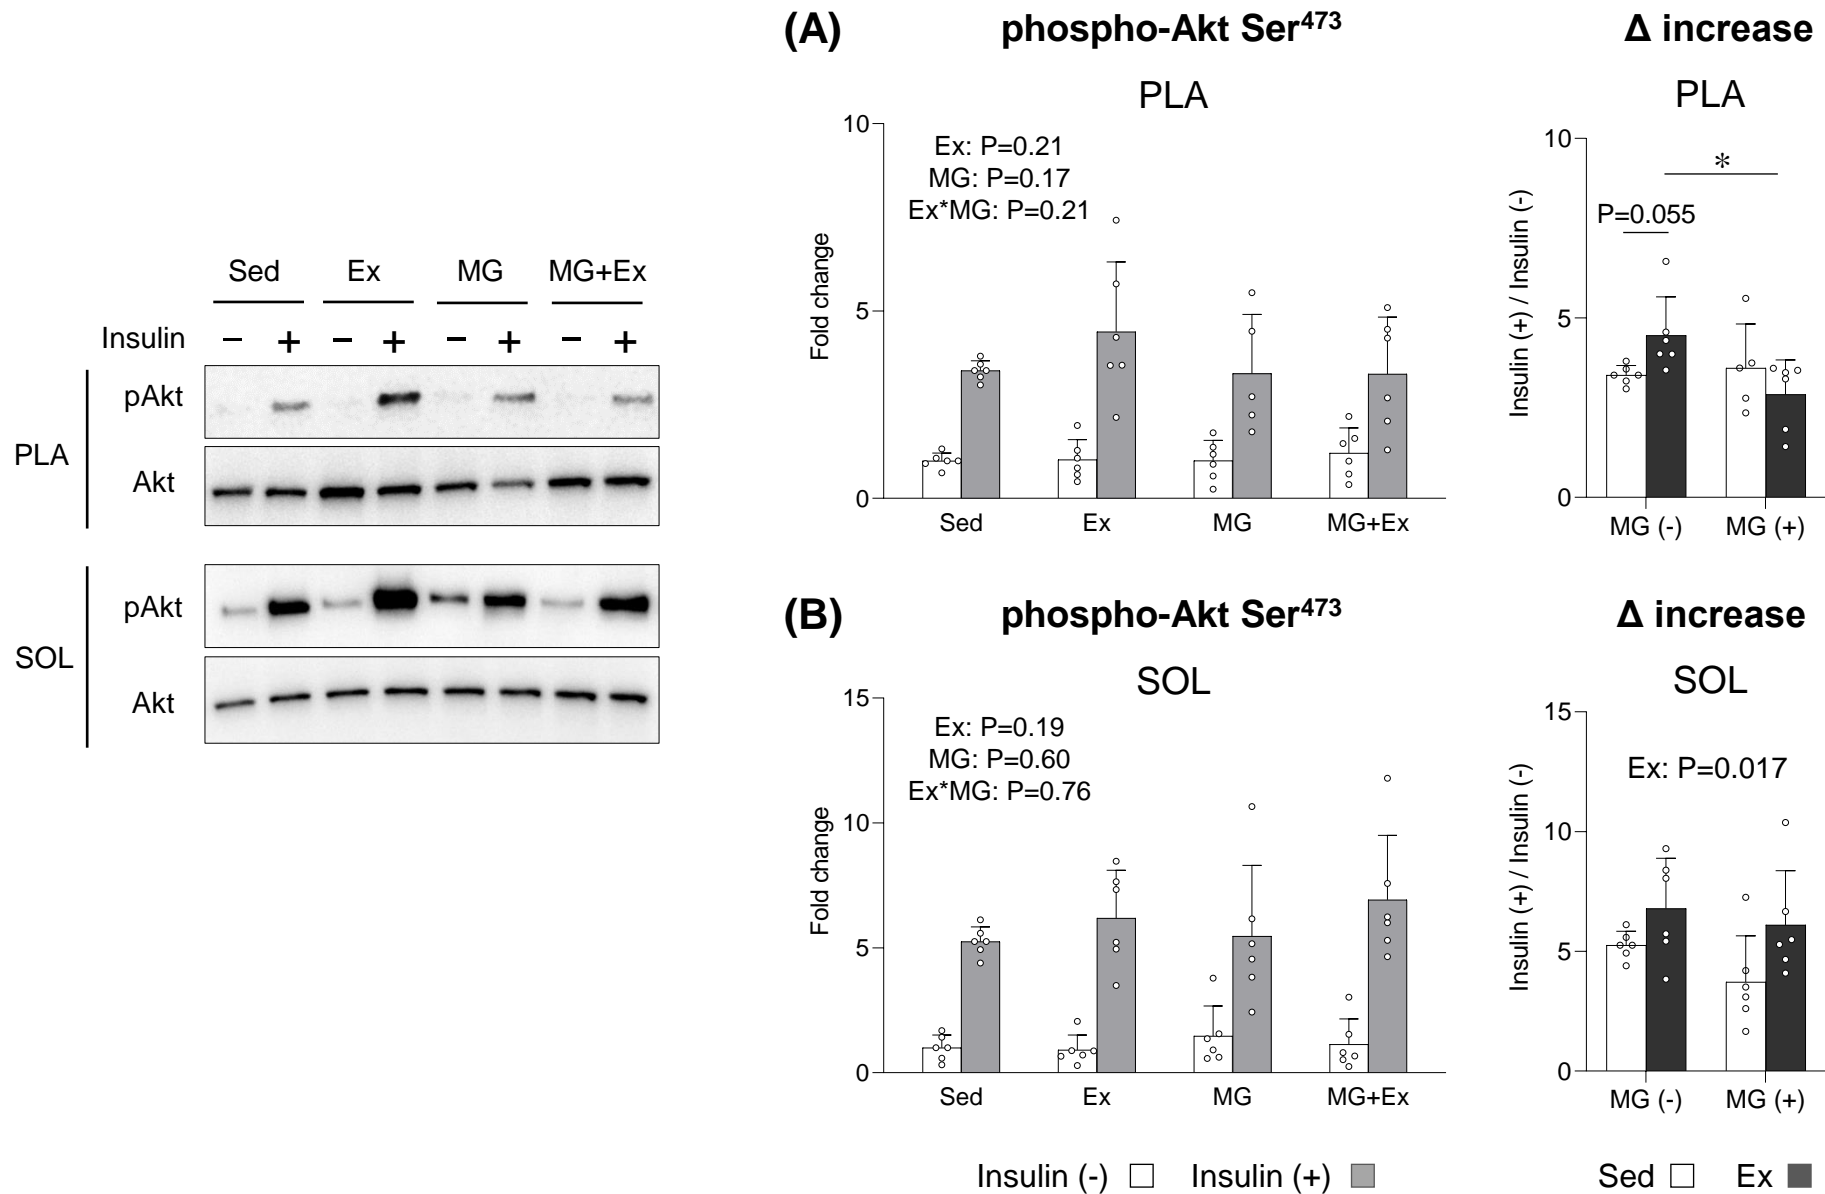 Sed Ex MG MG+Ex
Insulin − + − + − + − +
PLA
pAkt
Akt
SOL
pAkt
Akt
(A) phospho-Akt Ser⁴⁷³ Δ increase
PLA
Ex: P=0.21
MG: P=0.17
Ex*MG: P=0.21
Fold change
10
5
0
Sed Ex MG MG+Ex
PLA
*
P=0.055
Insulin (+) / Insulin (-)
10
5
0
MG (-) MG (+)
(B) phospho-Akt Ser⁴⁷³ Δ increase
SOL
Ex: P=0.19
MG: P=0.60
Ex*MG: P=0.76
Fold change
15
10
5
0
Sed Ex MG MG+Ex
SOL
Ex: P=0.017
Insulin (+) / Insulin (-)
15
10
5
0
MG (-) MG (+)
Insulin (-) Insulin (+)
Sed Ex